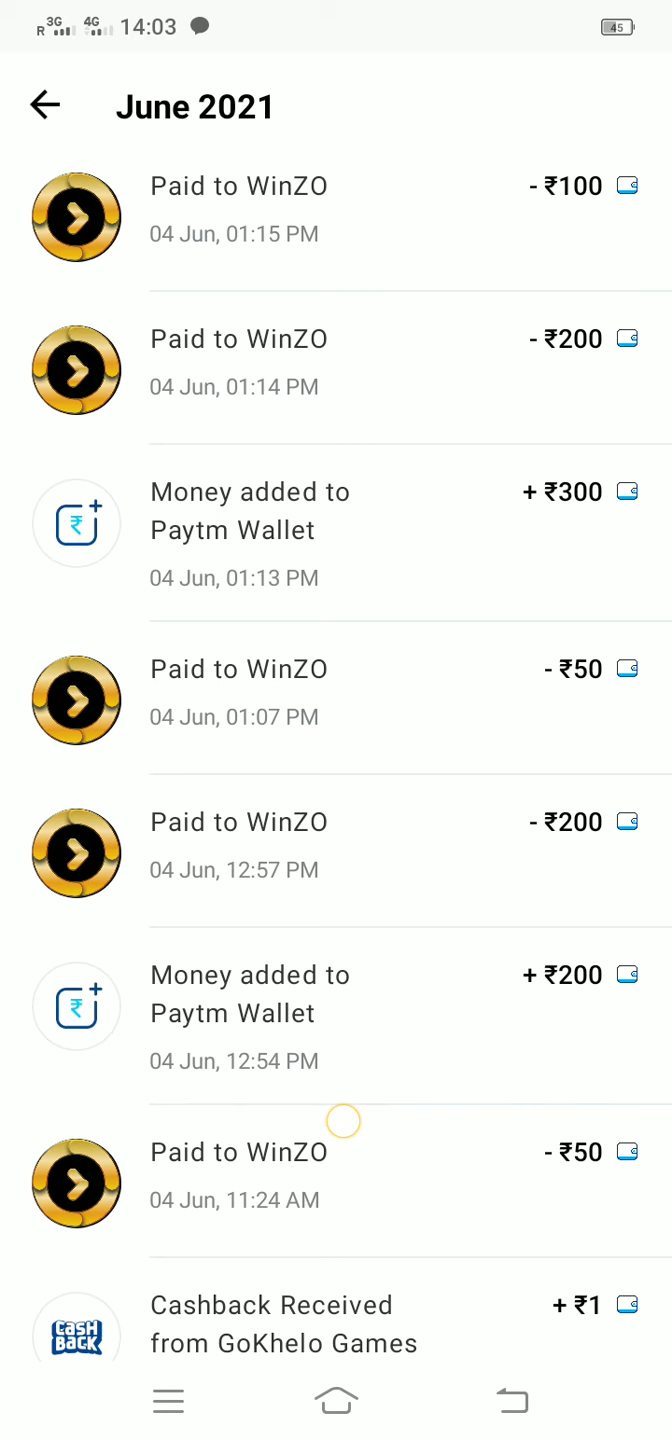 R 3G 4G 14:03 45
June 2021
Paid to WinZO - ₹100
04 Jun, 01:15 PM
Paid to WinZO - ₹200
04 Jun, 01:14 PM
Money added to + ₹300
Paytm Wallet
04 Jun, 01:13 PM
Paid to WinZO - ₹50
04 Jun, 01:07 PM
Paid to WinZO - ₹200
04 Jun, 12:57 PM
Money added to + ₹200
Paytm Wallet
04 Jun, 12:54 PM
Paid to WinZO - ₹50
04 Jun, 11:24 AM
Cashback Received + ₹1
CASH
BACK
from GoKhelo Games